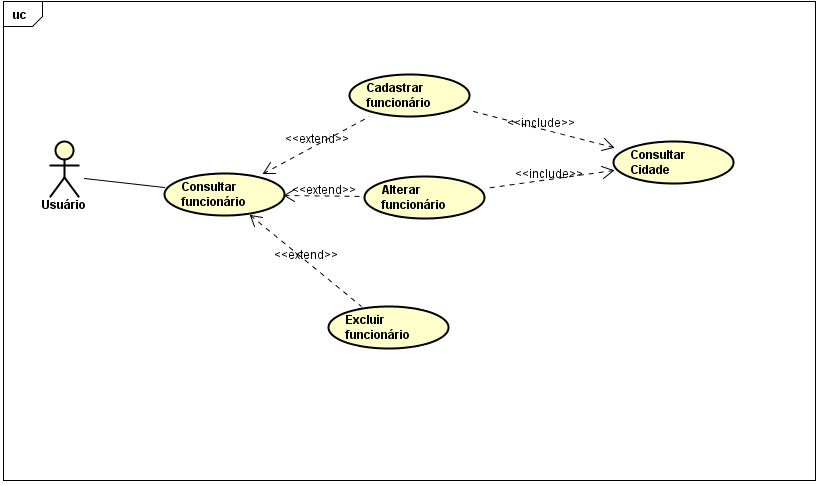 uc
Cadastrar
funcionário
<<extend>>
<<include>>
Consultar
Cidade
Usuário
Consultar
funcionário
<<extend>>
Alterar
funcionário
<<include>>
<<extend>>
Excluir
funcionário